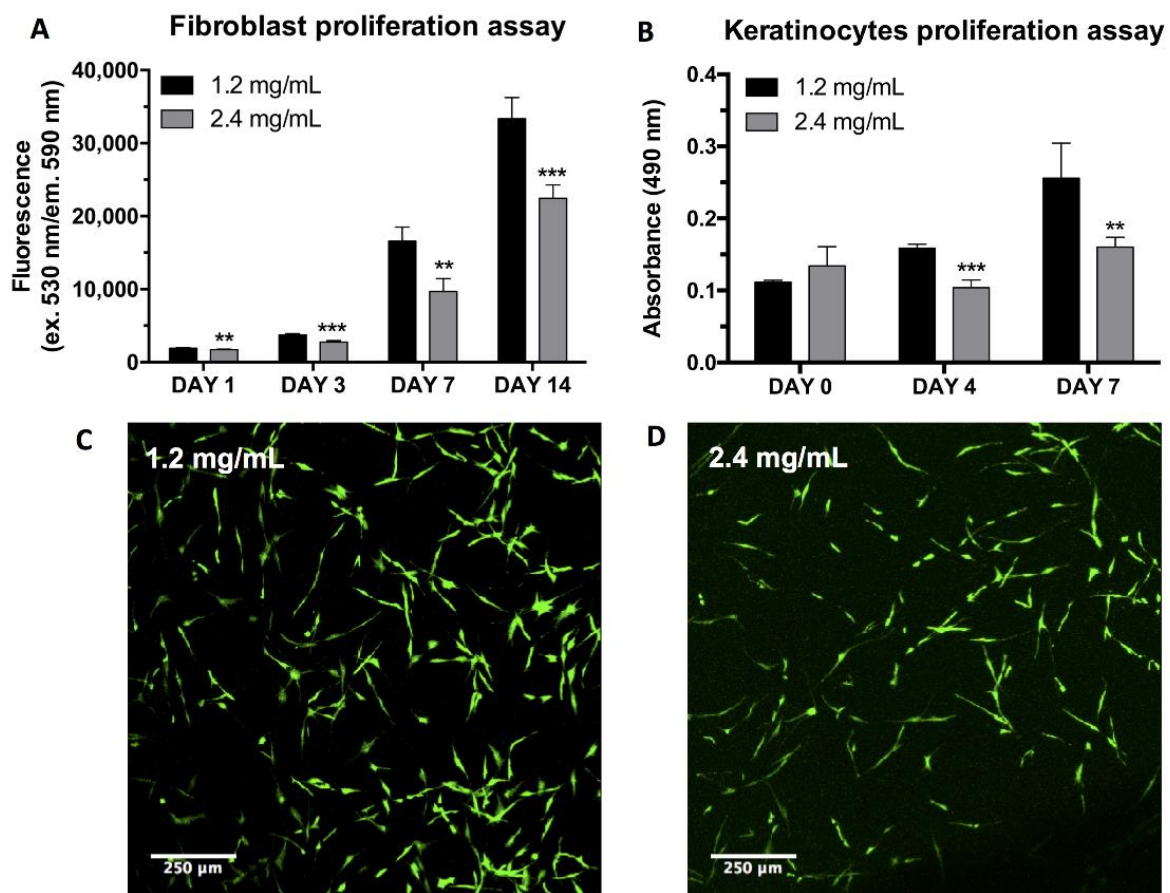 A
Fibroblast proliferation assay
Fluorescence
(ex. 530 nm/em. 590 nm)
40,000
30,000
20,000
10,000
0
1.2 mg/mL
2.4 mg/mL
**
***
**
***
DAY 1
DAY 3
DAY 7
DAY 14
B
Keratinocytes proliferation assay
Absorbance (490 nm)
0.4
0.3
0.2
0.1
0.0
1.2 mg/mL
2.4 mg/mL
***
**
DAY 0
DAY 4
DAY 7
C
1.2 mg/mL
250 µm
D
2.4 mg/mL
250 µm